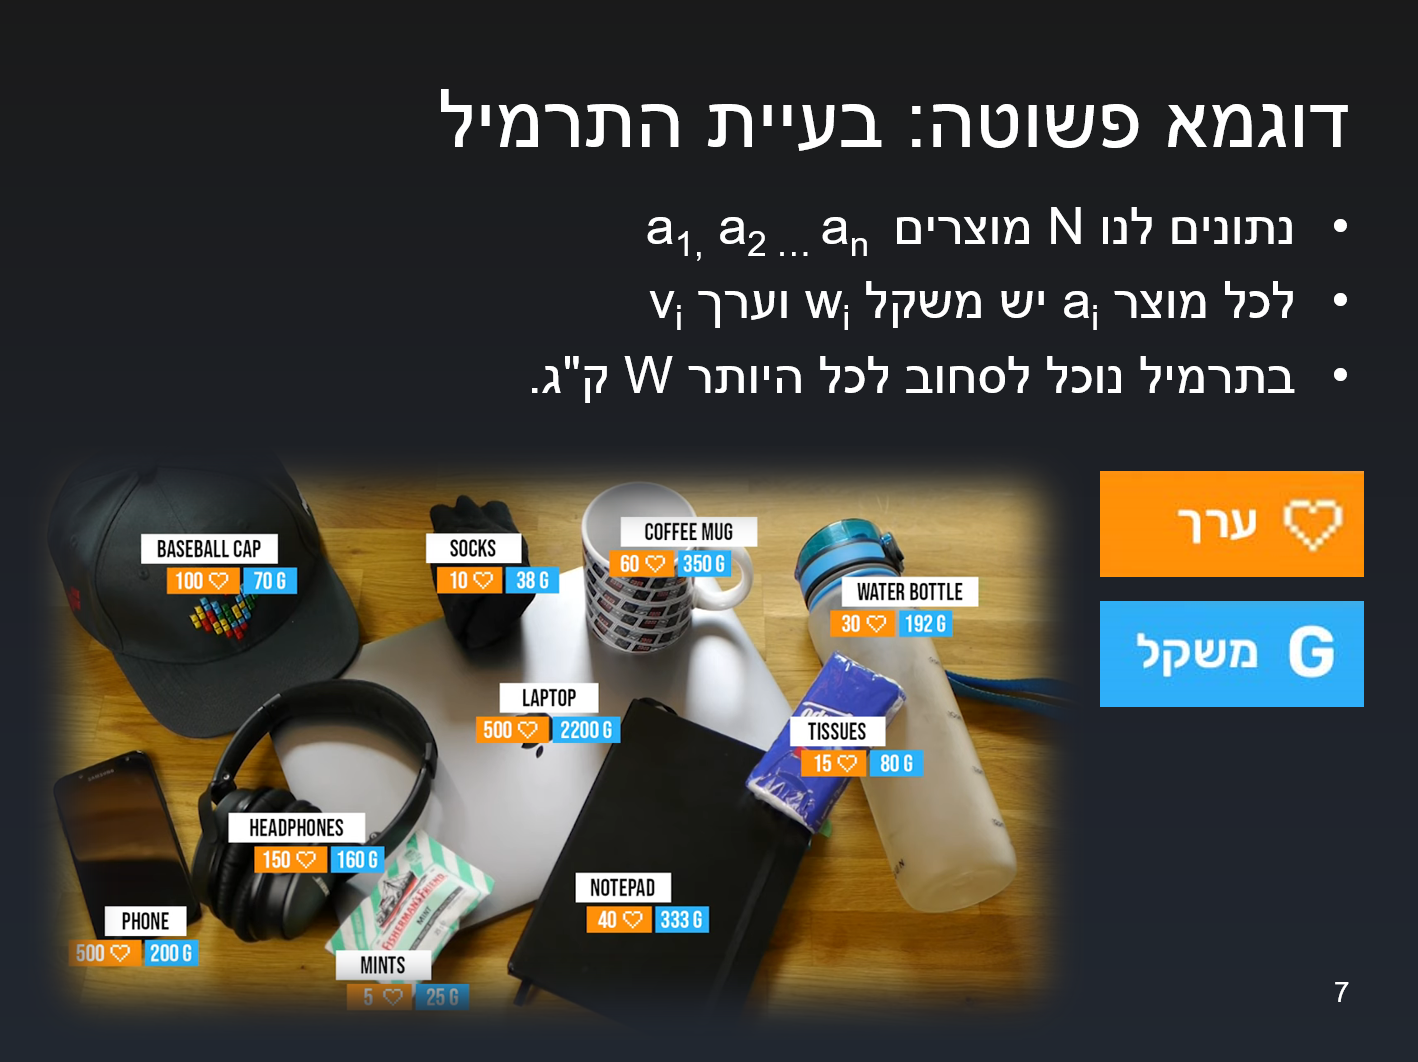 דוגמא פשוטה: בעיית התרמיל
• נתונים לנו N מוצרים a1, a2 ... an
• לכל מוצר ai יש משקל wi וערך vi
• בתרמיל נוכל לסחוב לכל היותר W ק"ג.
ערך
G משקל
BASEBALL CAP
100 70 G
SOCKS
10 38 G
COFFEE MUG
60 350 G
WATER BOTTLE
30 192 G
LAPTOP
500 2200 G
TISSUES
15 80 G
HEADPHONES
150 160 G
NOTEPAD
40 333 G
PHONE
500 200 G
FISHERMAN'S FRIEND
MINT
MINTS
5 25 G
7